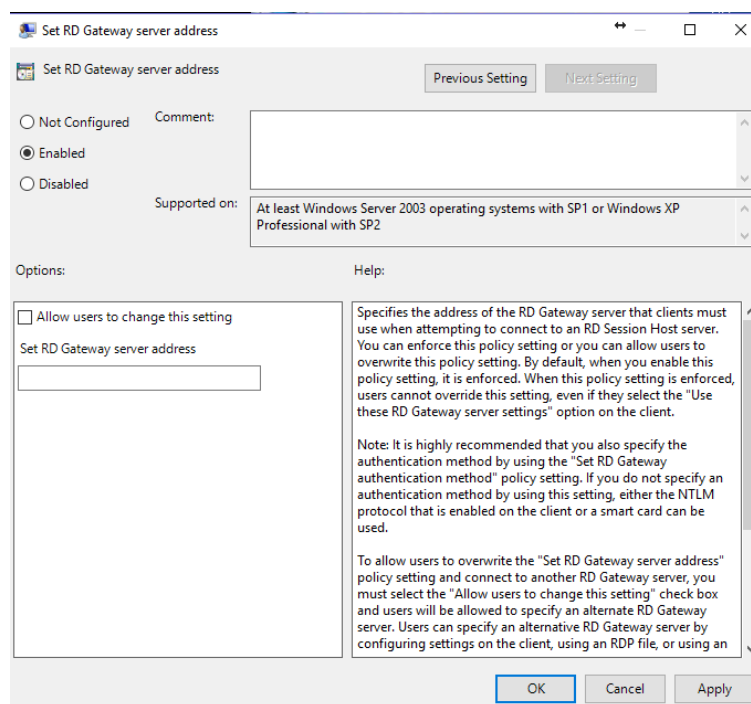 Set RD Gateway server address
Set RD Gateway server address
Previous Setting
Next Setting
Not Configured
Comment:
Enabled
Disabled
Supported on:
At least Windows Server 2003 operating systems with SP1 or Windows XP
Professional with SP2
Options:
Help:
Allow users to change this setting
Set RD Gateway server address
Specifies the address of the RD Gateway server that clients must
use when attempting to connect to an RD Session Host server.
You can enforce this policy setting or you can allow users to
overwrite this policy setting. By default, when you enable this
policy setting, it is enforced. When this policy setting is enforced,
users cannot override this setting, even if they select the "Use
these RD Gateway server settings" option on the client.
Note: It is highly recommended that you also specify the
authentication method by using the "Set RD Gateway
authentication method" policy setting. If you do not specify an
authentication method by using this setting, either the NTLM
protocol that is enabled on the client or a smart card can be
used.
To allow users to overwrite the "Set RD Gateway server address"
policy setting and connect to another RD Gateway server, you
must select the "Allow users to change this setting" check box
and users will be allowed to specify an alternate RD Gateway
server. Users can specify an alternative RD Gateway server by
configuring settings on the client, using an RDP file, or using an
OK
Cancel
Apply